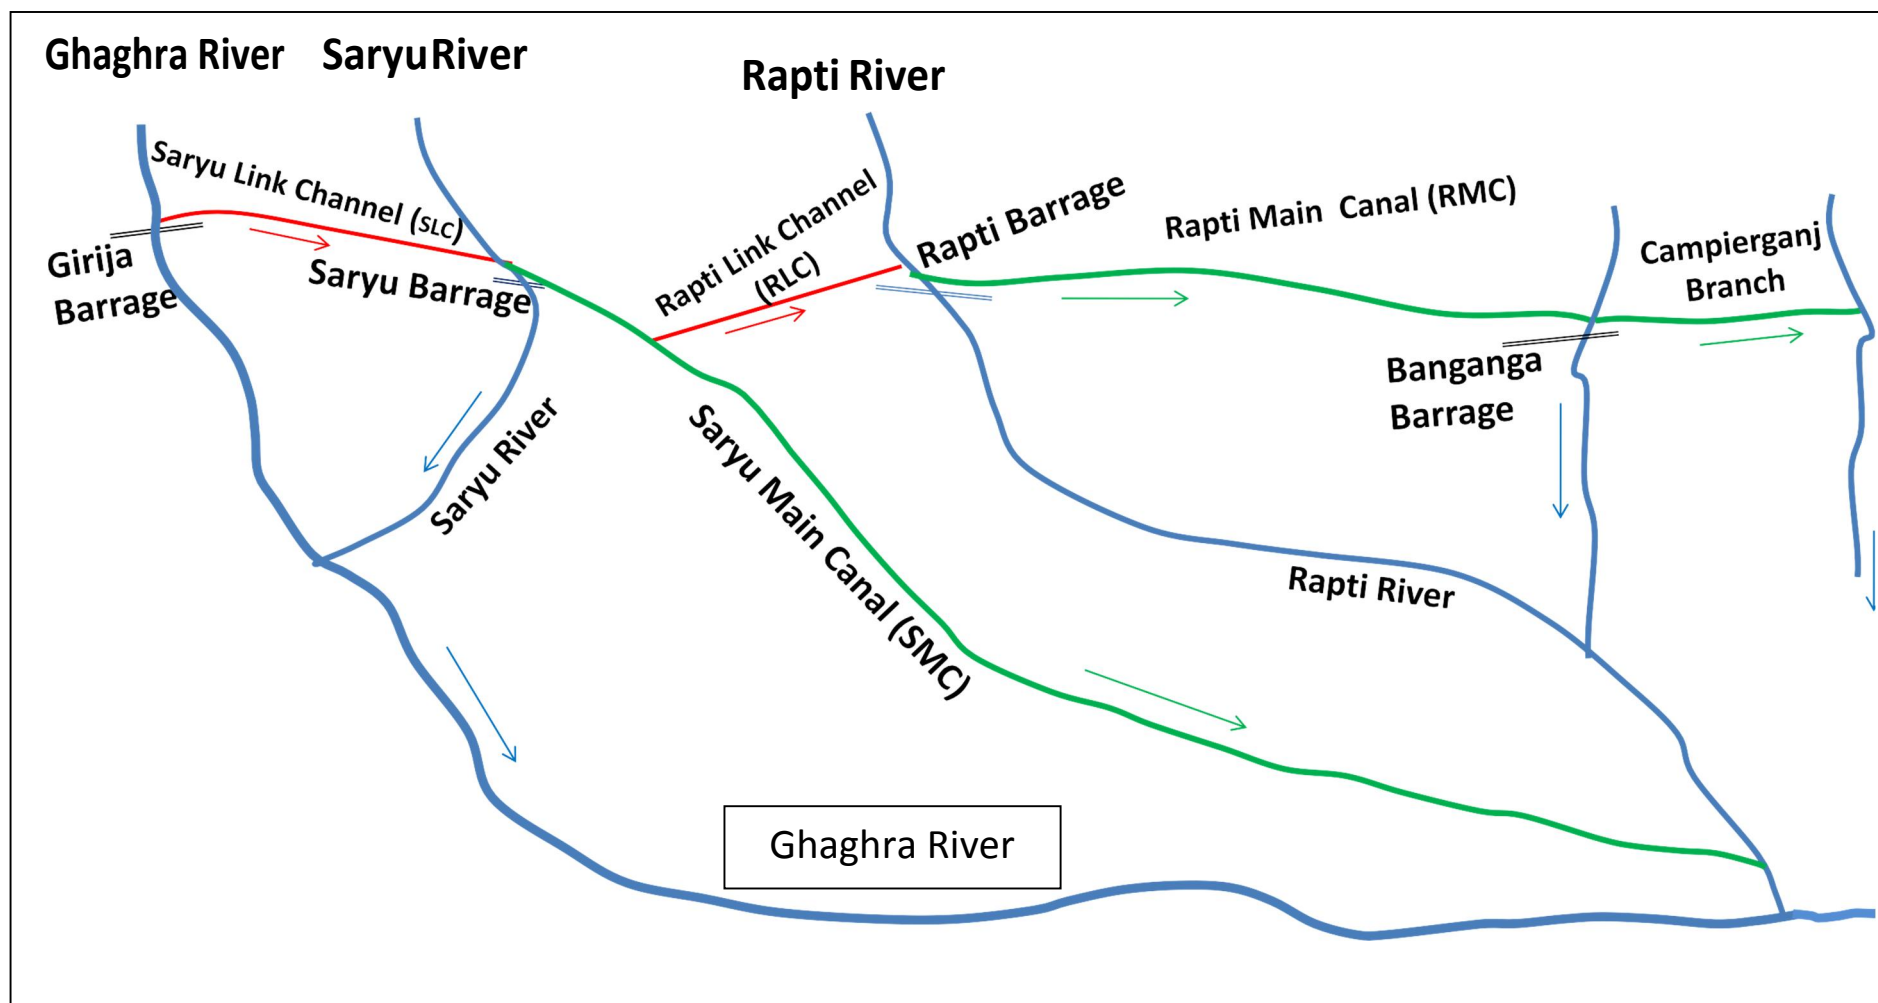 Ghaghra River
Saryu River
Rapti River
Saryu Link Channel (SLC)
Rapti Link Channel
(RLC)
Rapti Barrage
Rapti Main Canal (RMC)
Campierganj
Branch
Girija
Barrage
Saryu Barrage
Banganga
Barrage
Saryu River
Saryu Main Canal (SMC)
Rapti River
Ghaghra River